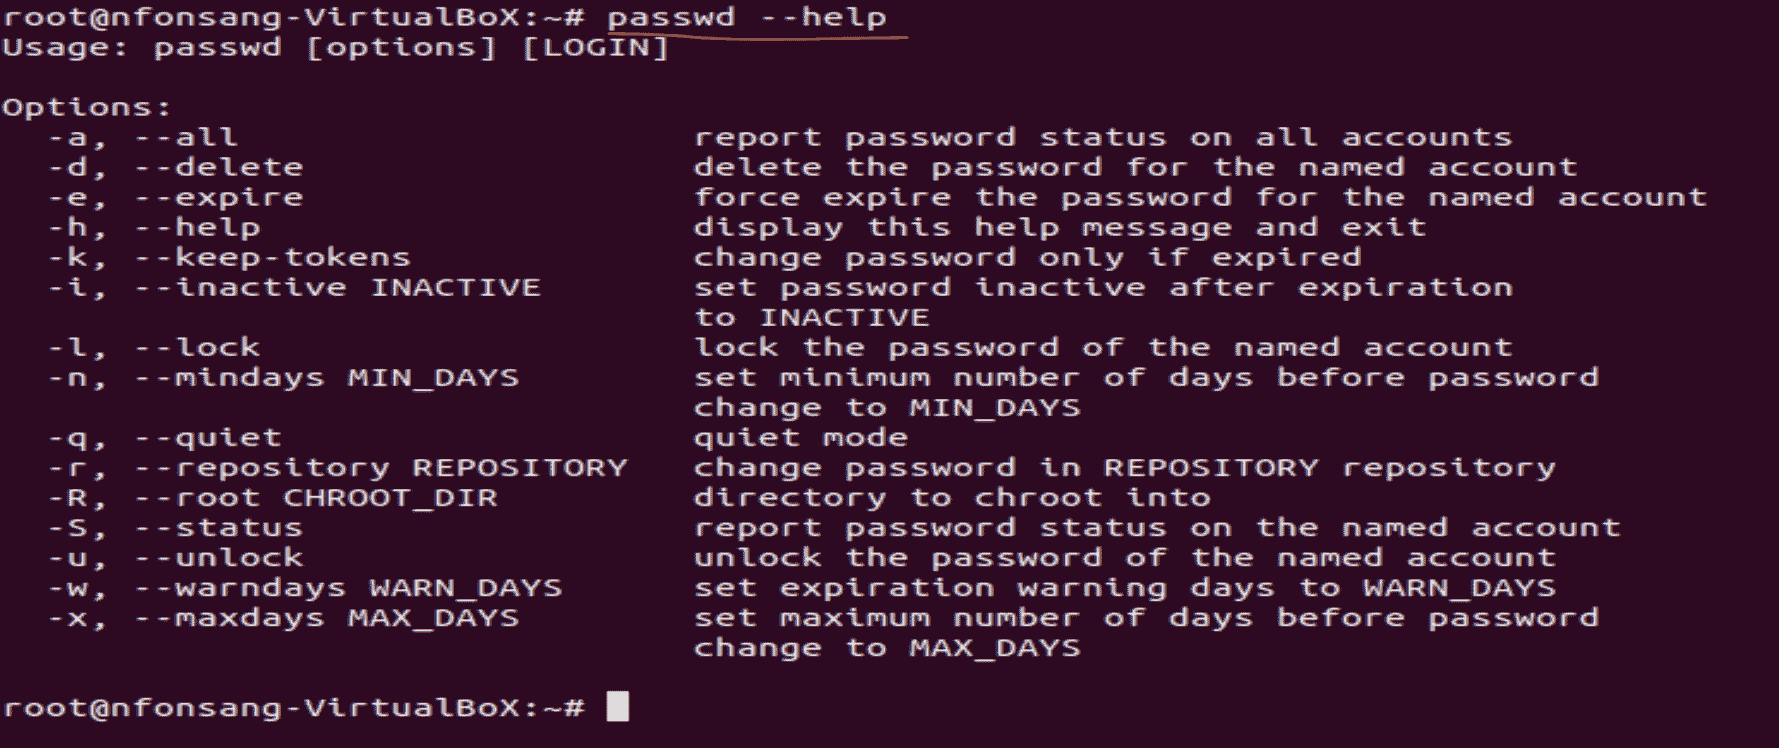 root@nfonsang-VirtualBoX:~# passwd --help
Usage: passwd [options] [LOGIN]
Options:
-a, --all report password status on all accounts
-d, --delete delete the password for the named account
-e, --expire force expire the password for the named account
-h, --help display this help message and exit
-k, --keep-tokens change password only if expired
-i, --inactive INACTIVE set password inactive after expiration
to INACTIVE
-l, --lock lock the password of the named account
-n, --mindays MIN_DAYS set minimum number of days before password
change to MIN_DAYS
-q, --quiet quiet mode
-r, --repository REPOSITORY change password in REPOSITORY repository
-R, --root CHROOT_DIR directory to chroot into
-S, --status report password status on the named account
-u, --unlock unlock the password of the named account
-w, --warndays WARN_DAYS set expiration warning days to WARN_DAYS
-x, --maxdays MAX_DAYS set maximum number of days before password
change to MAX_DAYS
root@nfonsang-VirtualBoX:~#